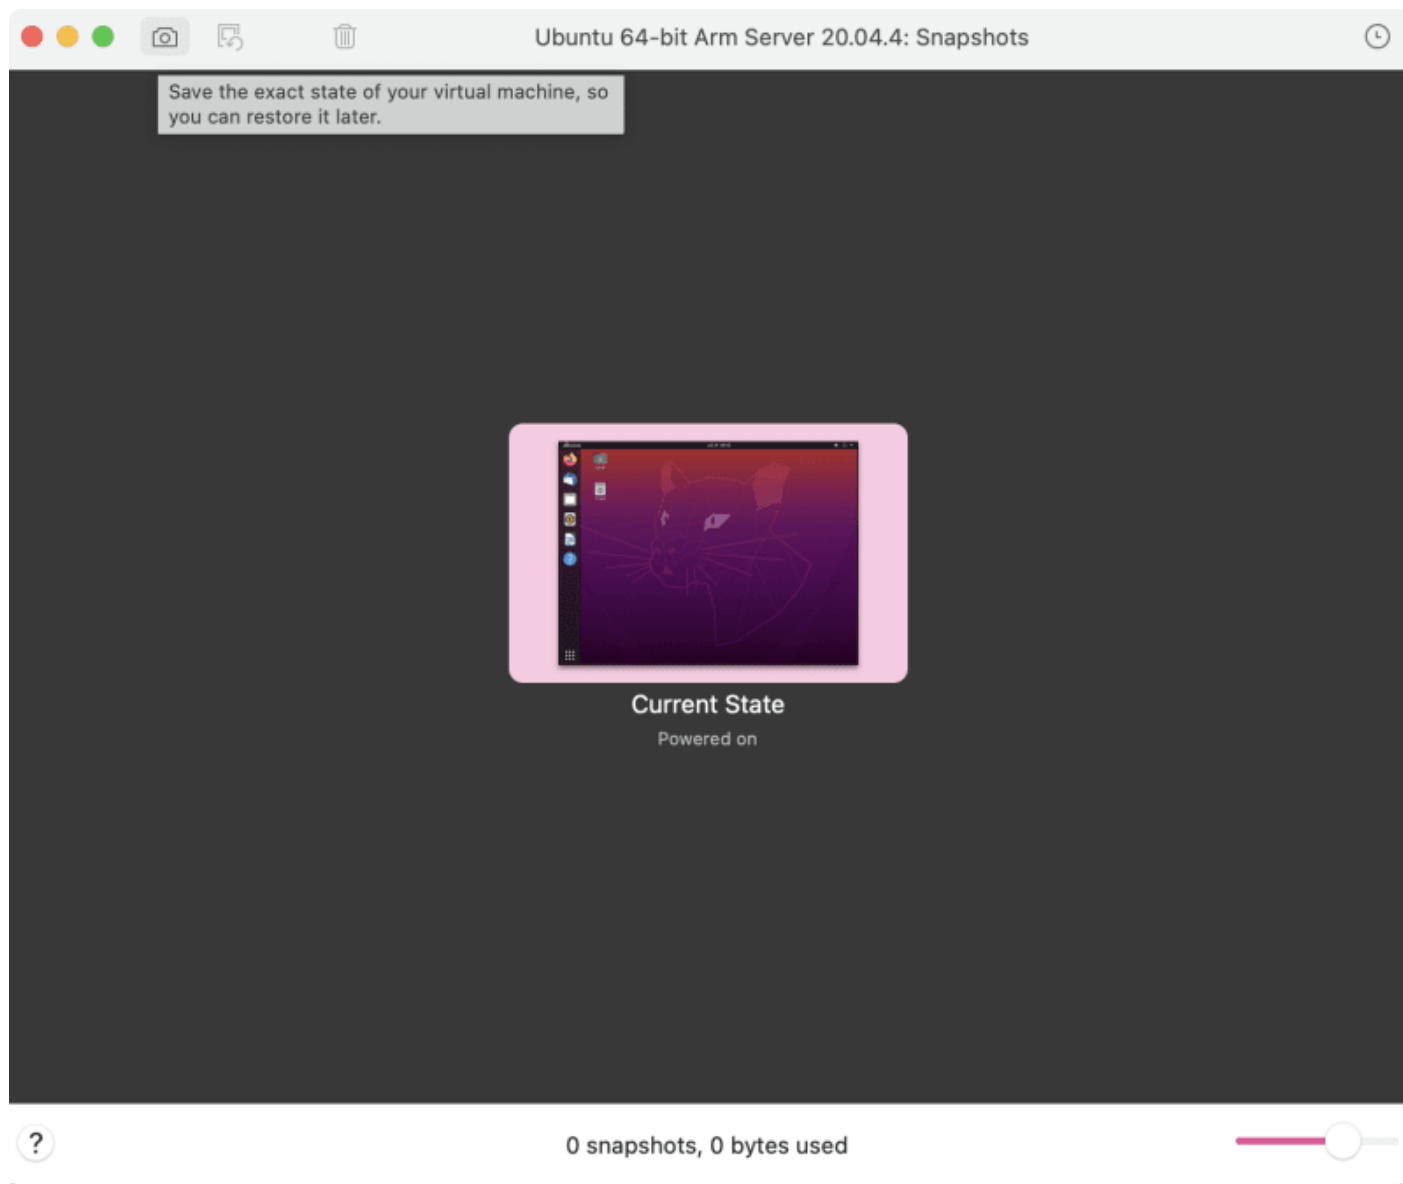 Ubuntu 64-bit Arm Server 20.04.4: Snapshots
Save the exact state of your virtual machine, so
you can restore it later.
Current State
Powered on
?
0 snapshots, 0 bytes used